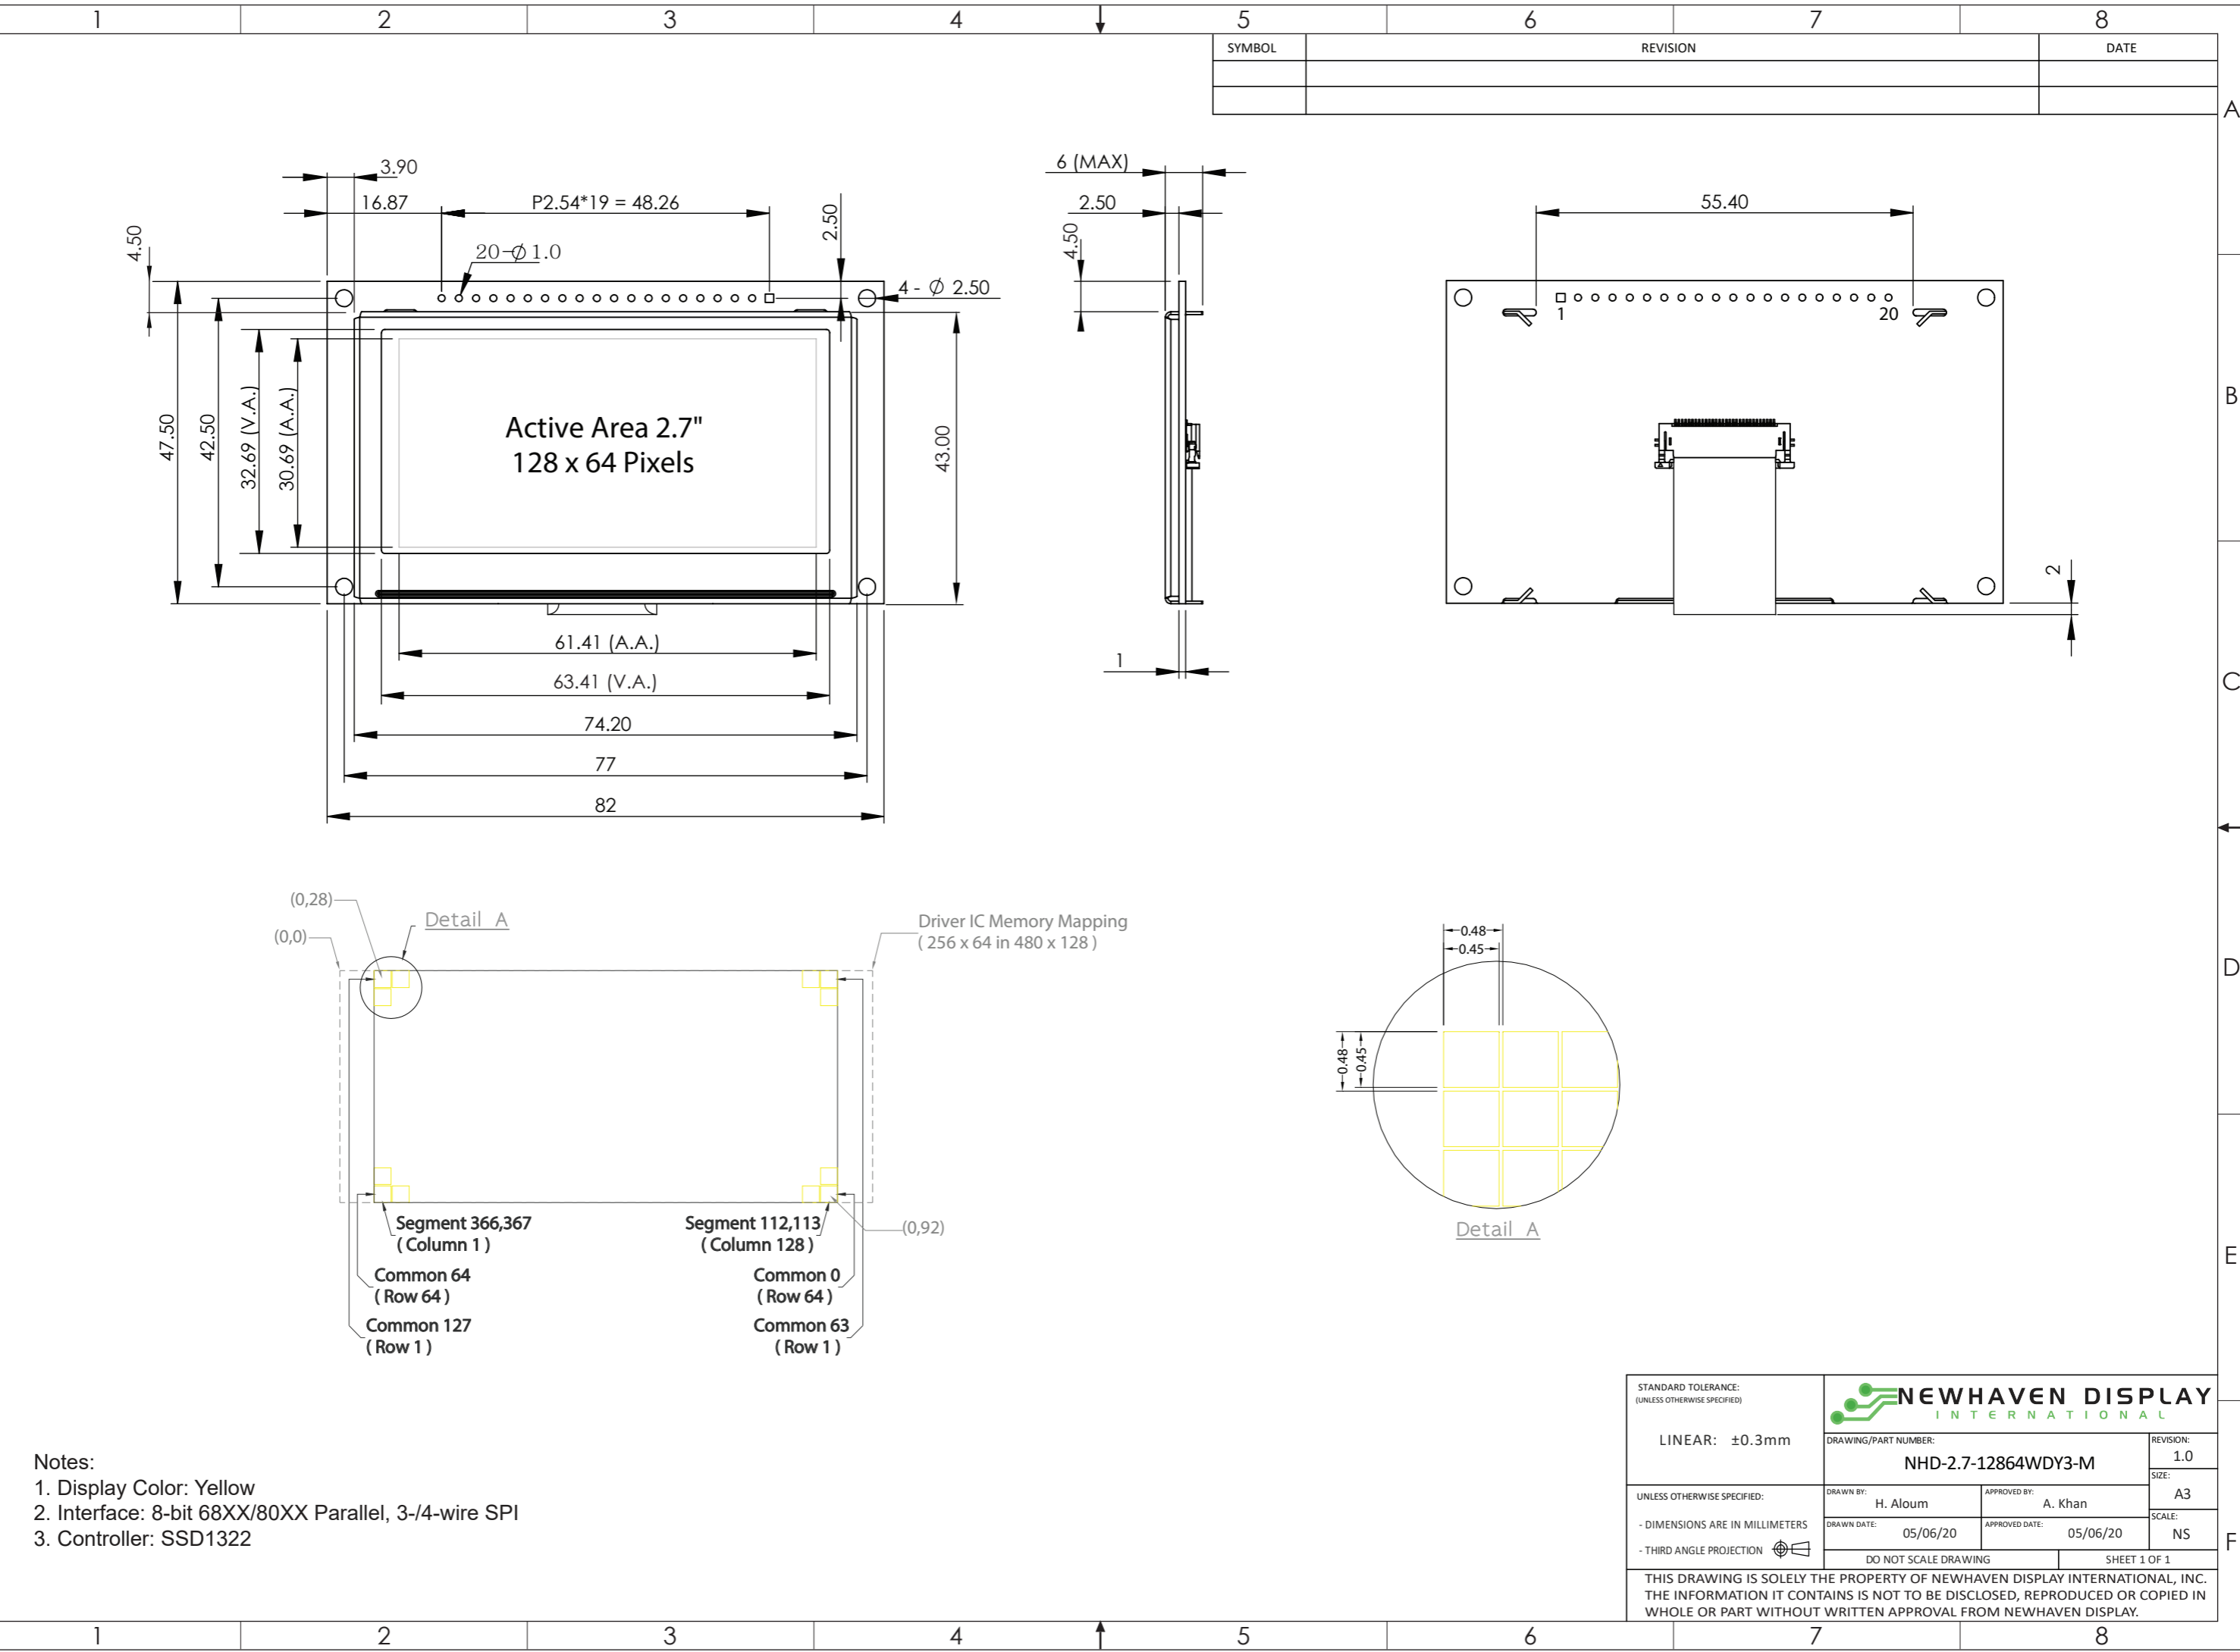 1 2 3 4 5 6 7 8
SYMBOL REVISION DATE
A
B
C
D
E
F
3.90
16.87
P2.54*19 = 48.26
2.50
4.50
20-⌀1.0
4 - ⌀ 2.50
47.50
42.50
32.69 (V.A.)
30.69 (A.A.)
Active Area 2.7"
128 x 64 Pixels
43.00
61.41 (A.A.)
63.41 (V.A.)
74.20
77
82
6 (MAX)
2.50
4.50
1
55.40
1 20
2
(0,28)
(0,0)
Detail A
Driver IC Memory Mapping
( 256 x 64 in 480 x 128 )
Segment 366,367
( Column 1 )
Segment 112,113
( Column 128 )
(0,92)
Common 64
( Row 64 )
Common 0
( Row 64 )
Common 127
( Row 1 )
Common 63
( Row 1 )
0.48
0.45
0.48
0.45
Detail A
Notes:
1. Display Color: Yellow
2. Interface: 8-bit 68XX/80XX Parallel, 3-/4-wire SPI
3. Controller: SSD1322
STANDARD TOLERANCE:
(UNLESS OTHERWISE SPECIFIED)
LINEAR: ±0.3mm
NEWHAVEN DISPLAY
INTERNATIONAL
DRAWING/PART NUMBER:
NHD-2.7-12864WDY3-M
REVISION:
1.0
SIZE:
A3
SCALE:
NS
UNLESS OTHERWISE SPECIFIED:
- DIMENSIONS ARE IN MILLIMETERS
- THIRD ANGLE PROJECTION
DRAWN BY:
H. Aloum
APPROVED BY:
A. Khan
DRAWN DATE:
05/06/20
APPROVED DATE:
05/06/20
DO NOT SCALE DRAWING
SHEET 1 OF 1
THIS DRAWING IS SOLELY THE PROPERTY OF NEWHAVEN DISPLAY INTERNATIONAL, INC.
THE INFORMATION IT CONTAINS IS NOT TO BE DISCLOSED, REPRODUCED OR COPIED IN
WHOLE OR PART WITHOUT WRITTEN APPROVAL FROM NEWHAVEN DISPLAY.
1 2 3 4 5 6 7 8